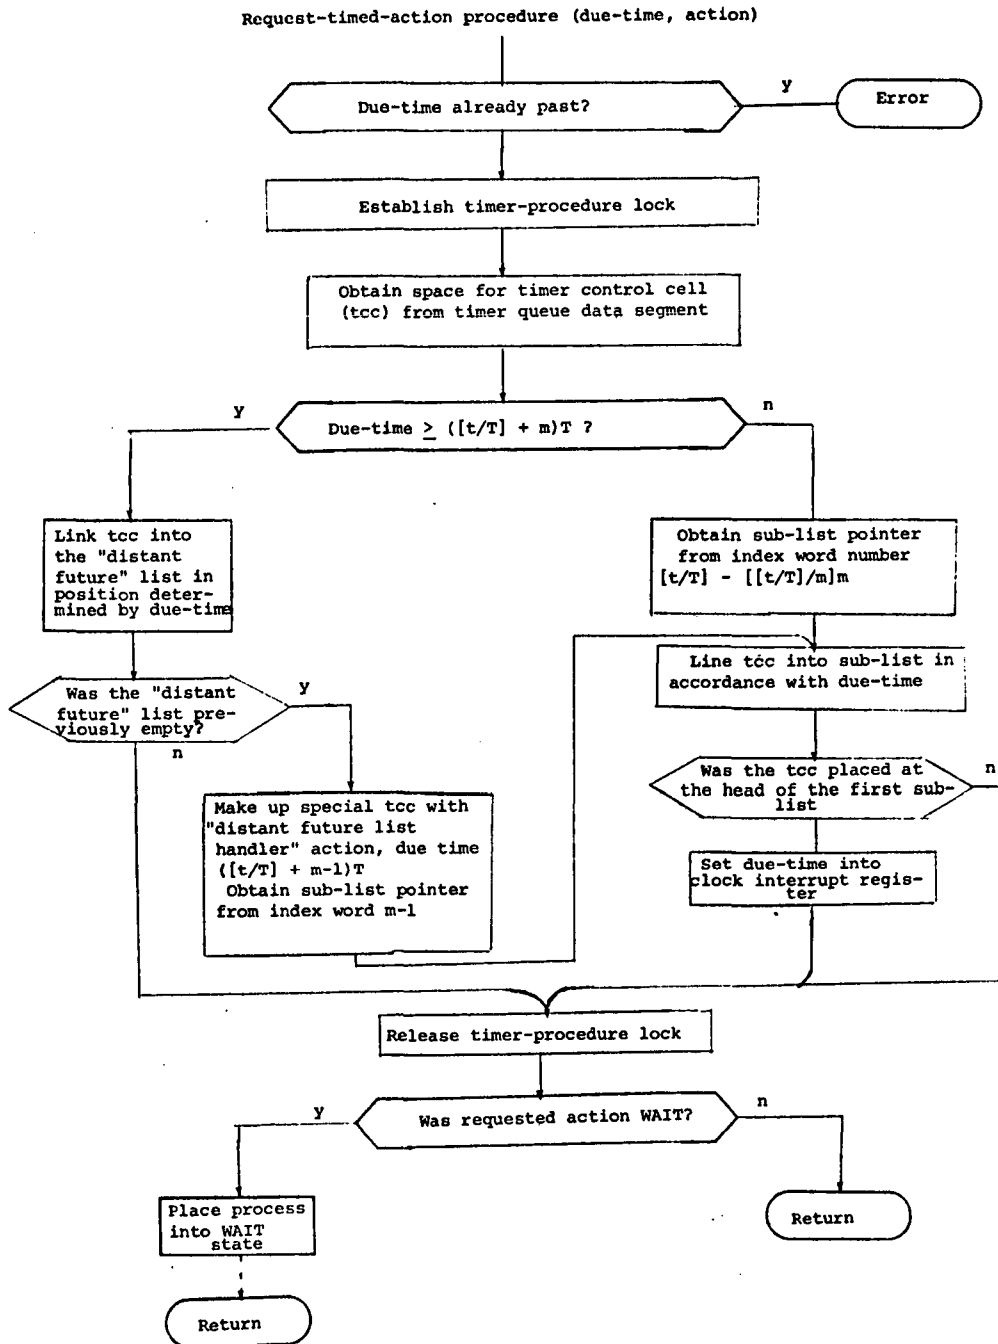 Request-timed-action procedure (due-time, action)
Due-time already past?
y
Error
Establish timer-procedure lock
Obtain space for timer control cell
(tcc) from timer queue data segment
y
Due-time ≥ ([t/T] + m)T ?
n
Link tcc into
the "distant
future" list in
position deter-
mined by due-time
Obtain sub-list pointer
from index word number
[t/T] - [[t/T]/m]m
Line tcc into sub-list in
accordance with due-time
Was the "distant
future" list pre-
viously empty?
y
n
Was the tcc placed at
the head of the first sub-
list
n
Make up special tcc with
"distant future list
handler" action, due time
([t/T] + m-1)T
Obtain sub-list pointer
from index word m-1
Set due-time into
clock interrupt regis-
ter
Release timer-procedure lock
y
Was requested action WAIT?
n
Place process
into WAIT
state
Return
Return